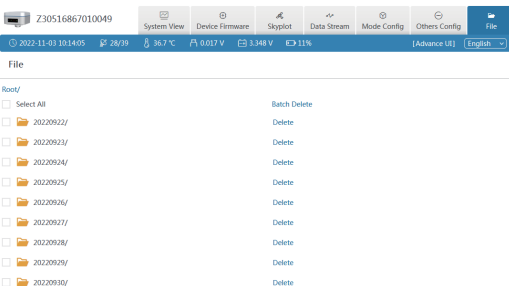 Z30516867010049
System View Device Firmware Skyplot Data Stream Mode Config Others Config File
2022-11-03 10:14:05 28/39 36.7 ℃ 0.017 V 3.348 V 11% [Advance UI] English
File
Root/
Select All Batch Delete
20220922/ Delete
20220923/ Delete
20220924/ Delete
20220925/ Delete
20220926/ Delete
20220927/ Delete
20220928/ Delete
20220929/ Delete
20220930/ Delete